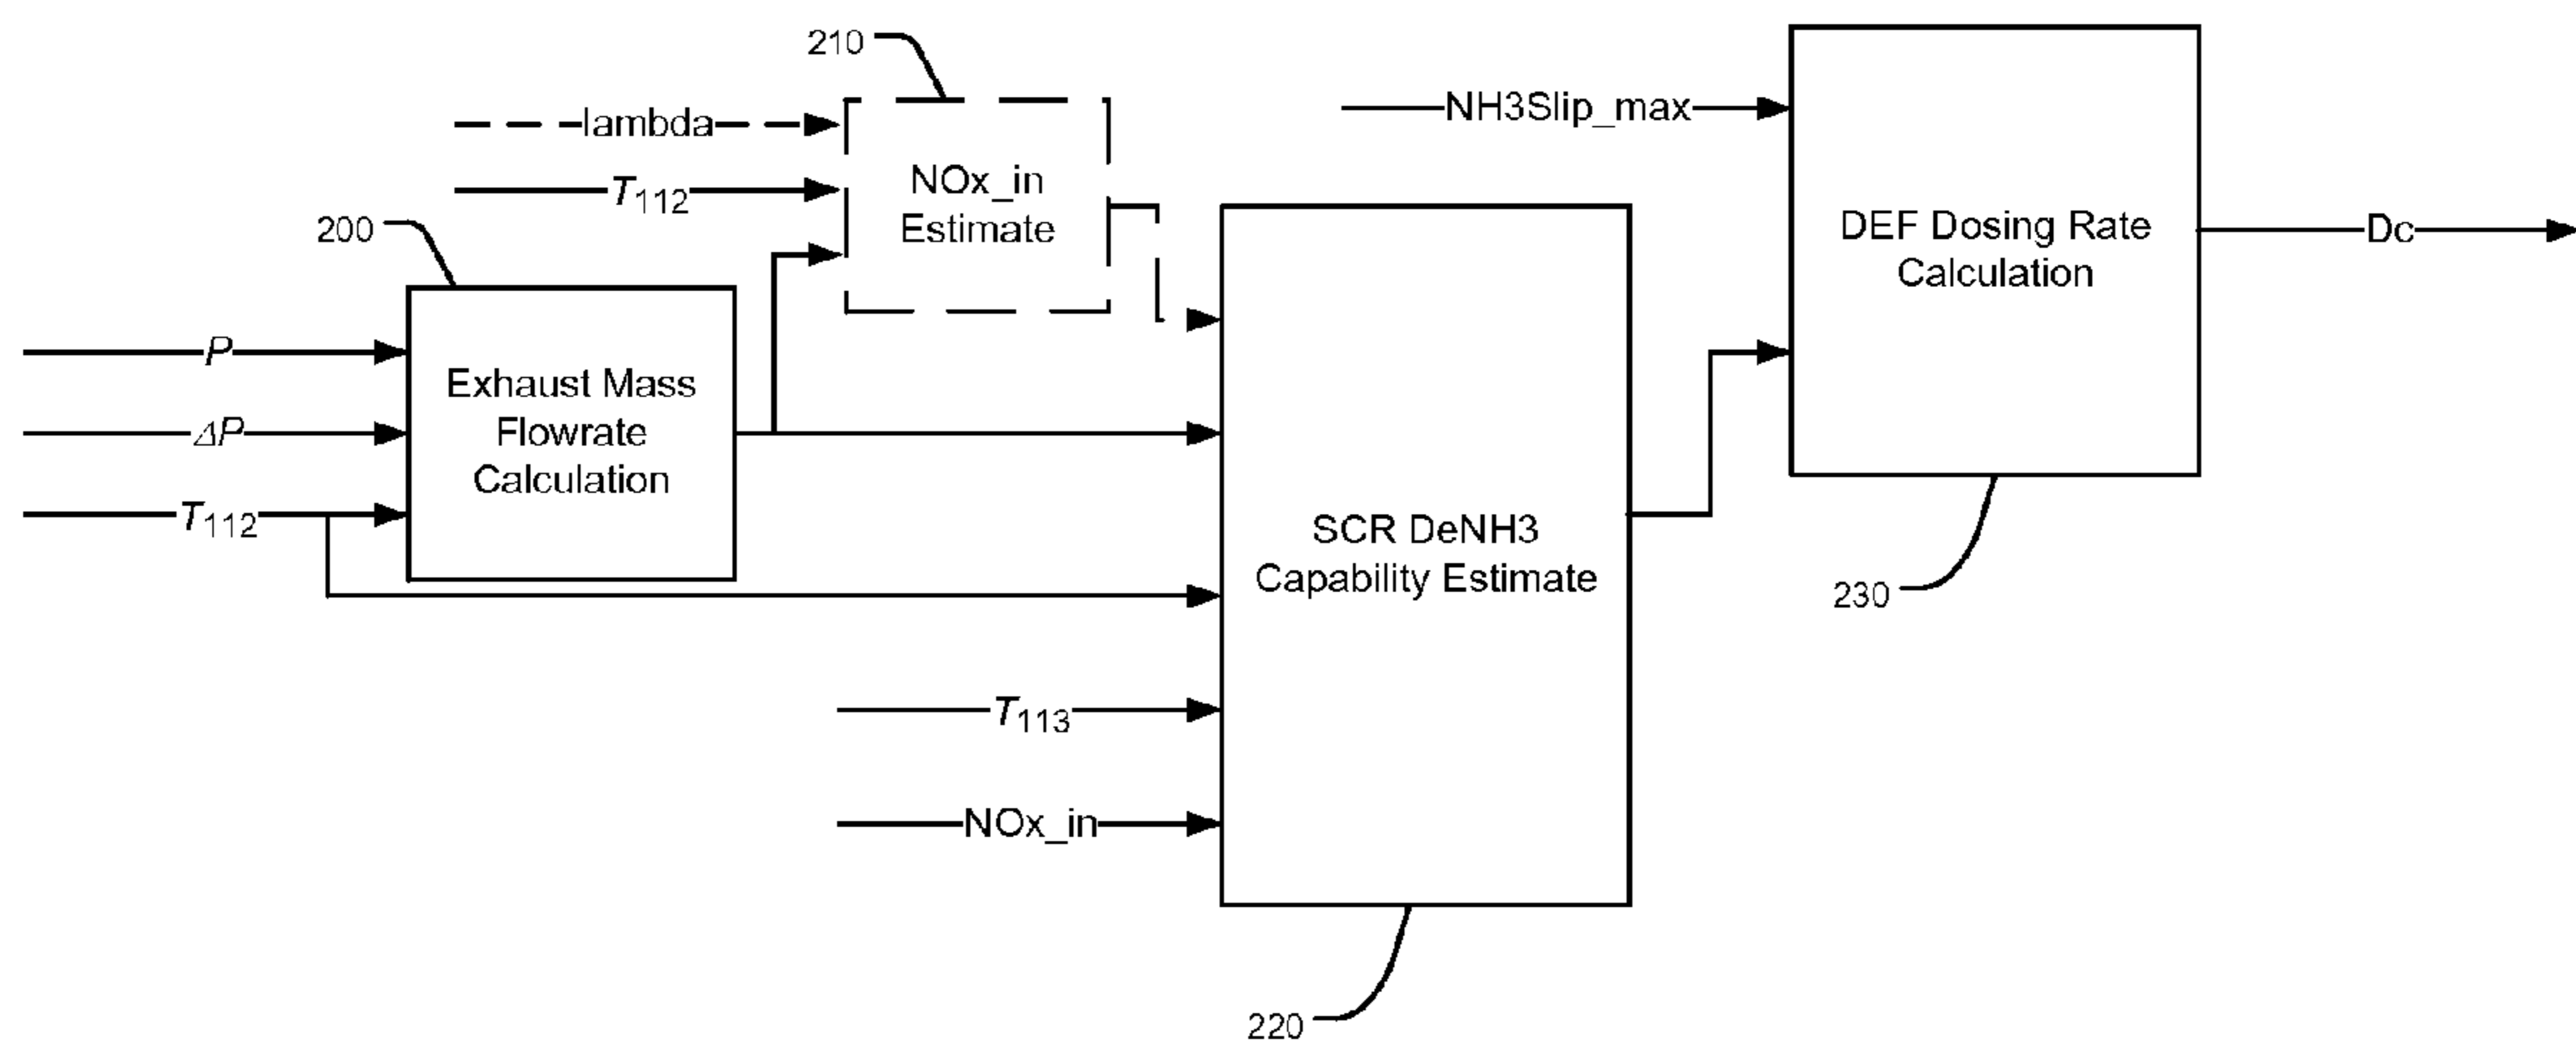 210
lambda
NH3Slip_max
T112
NOx_in
Estimate
200
DEF Dosing Rate
Calculation
Dc
P
ΔP
T112
Exhaust Mass
Flowrate
Calculation
SCR DeNH3
Capability Estimate
230
T113
NOx_in
220